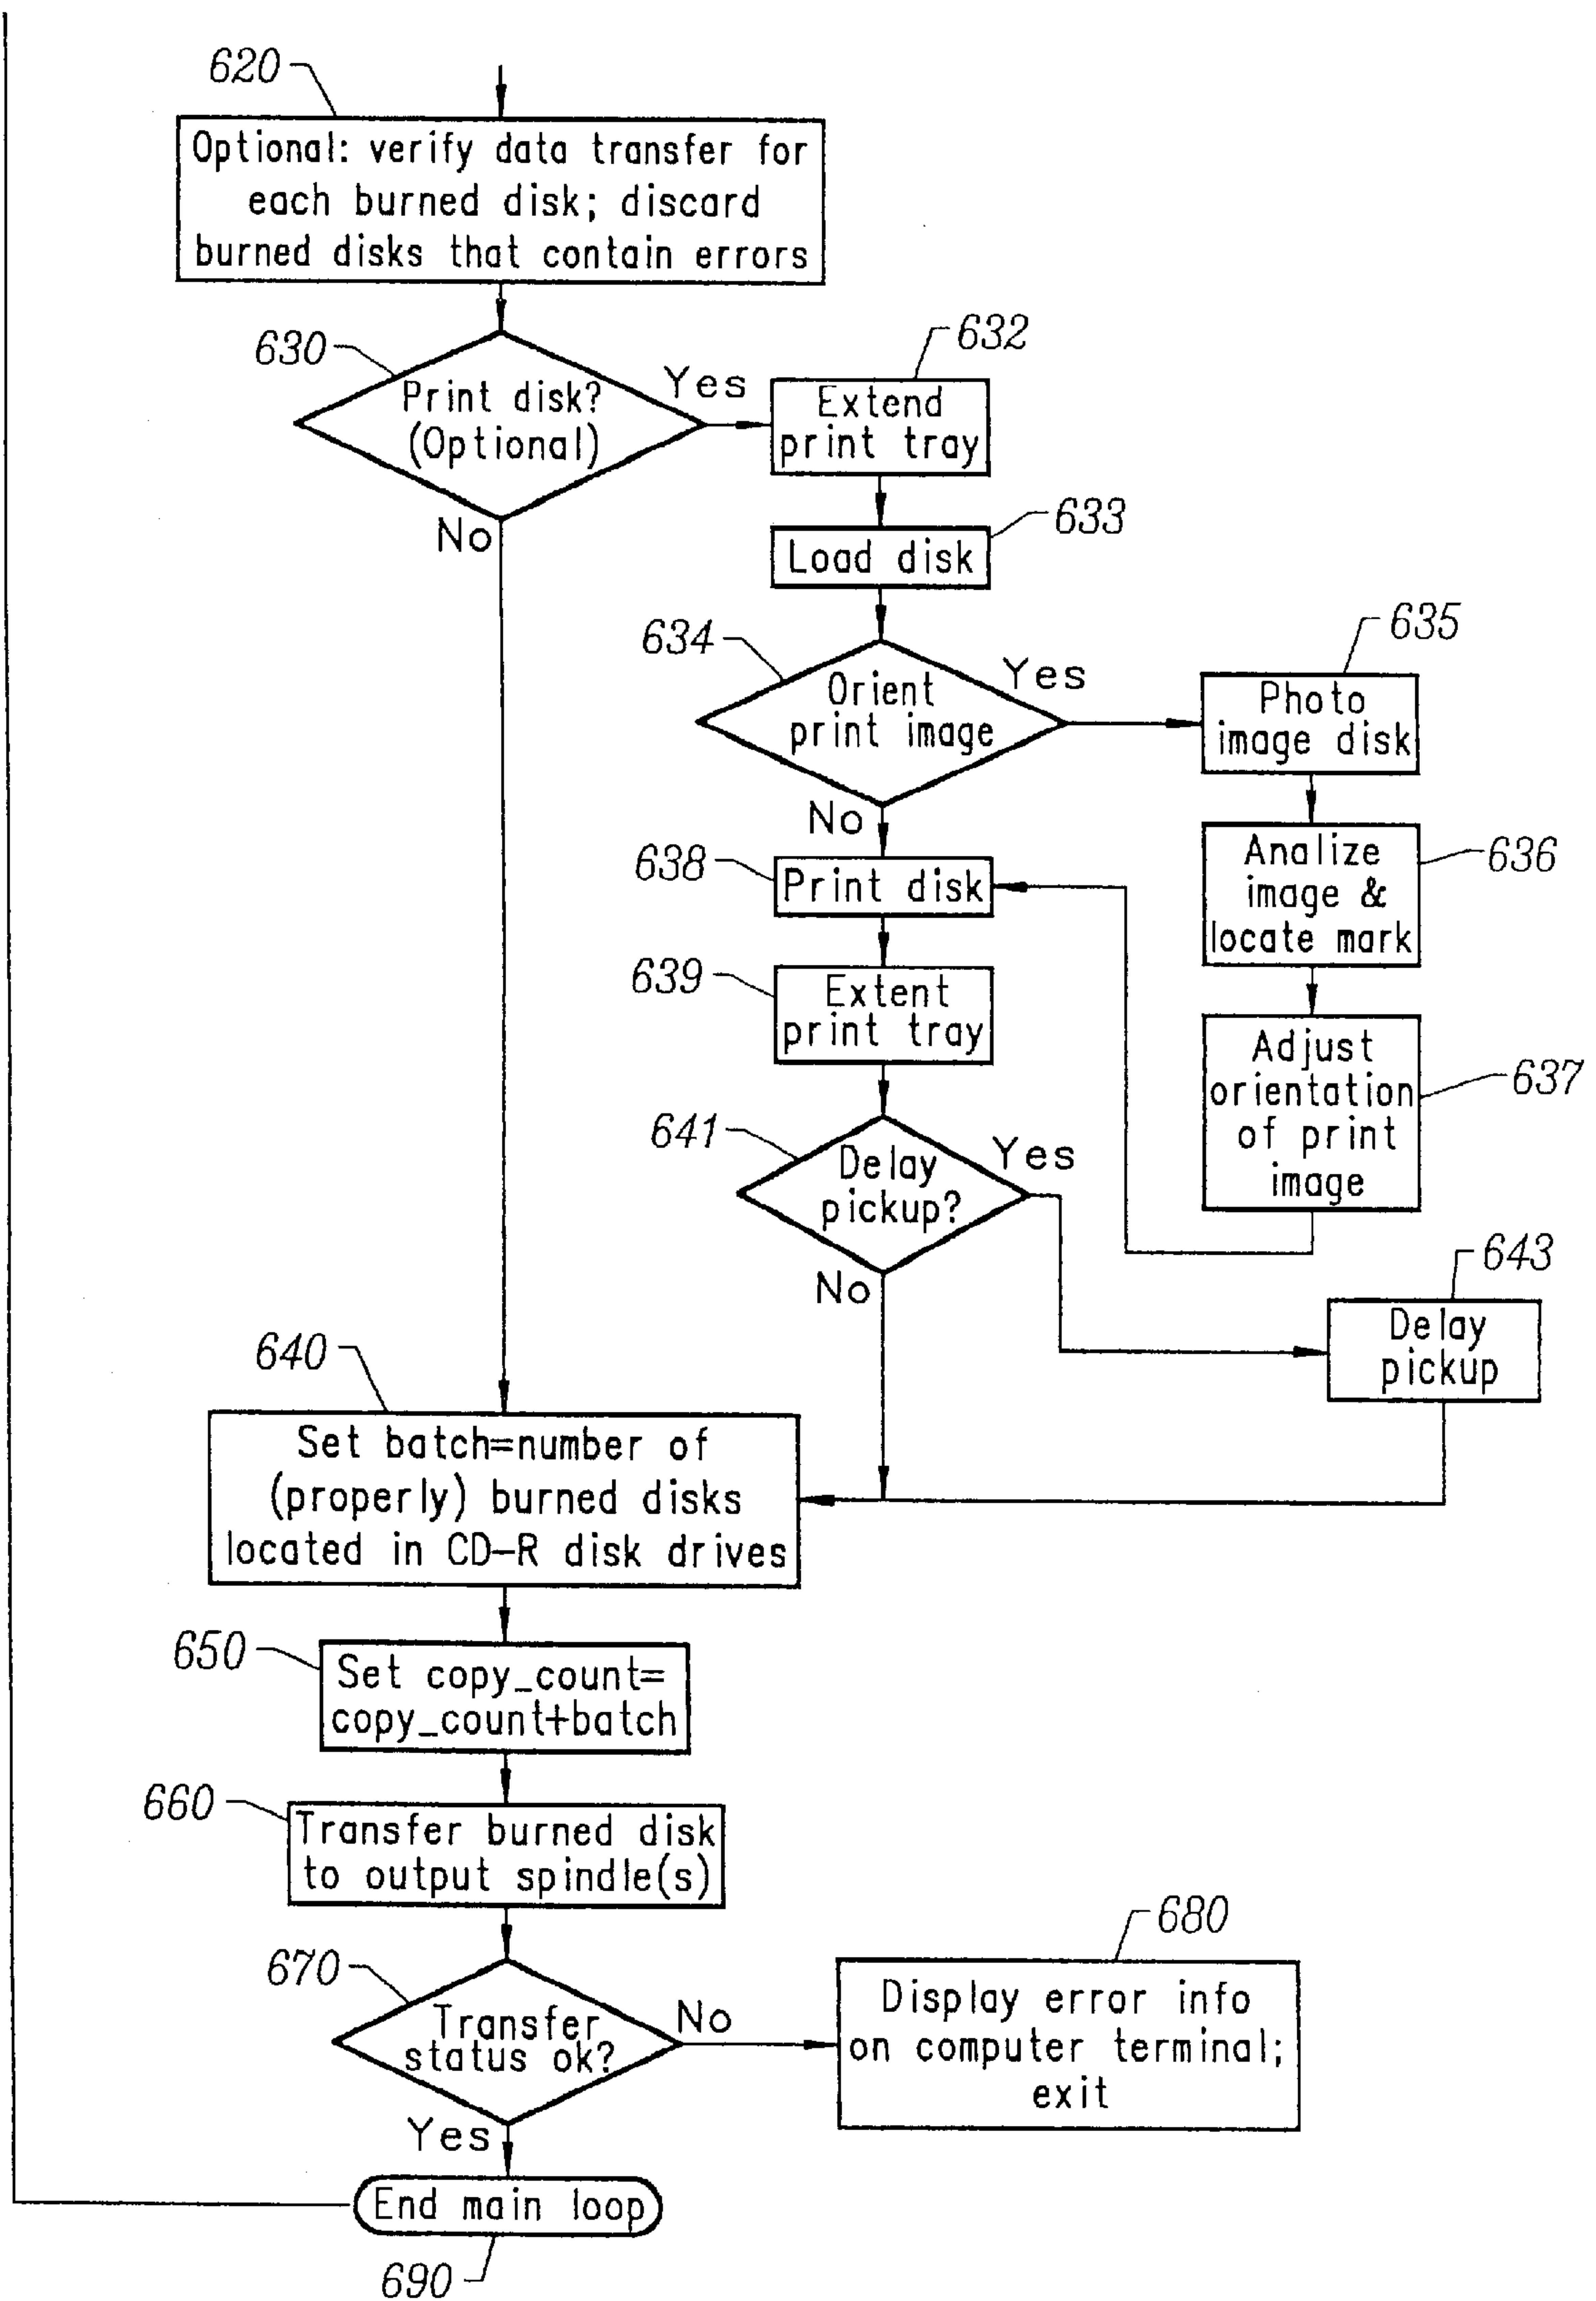 620
Optional: verify data transfer for
each burned disk; discard
burned disks that contain errors
630
Print disk?
(Optional)
Yes
No
632
Extend
print tray
633
Load disk
634
Orient
print image
Yes
No
635
Photo
image disk
636
Analize
image &
locate mark
637
Adjust
orientation
of print
image
638
Print disk
639
Extent
print tray
641
Delay
pickup?
Yes
No
643
Delay
pickup
640
Set batch=number of
(properly) burned disks
located in CD-R disk drives
650
Set copy_count=
copy_count+batch
660
Transfer burned disk
to output spindle(s)
670
Transfer
status ok?
No
Yes
680
Display error info
on computer terminal;
exit
End main loop
690